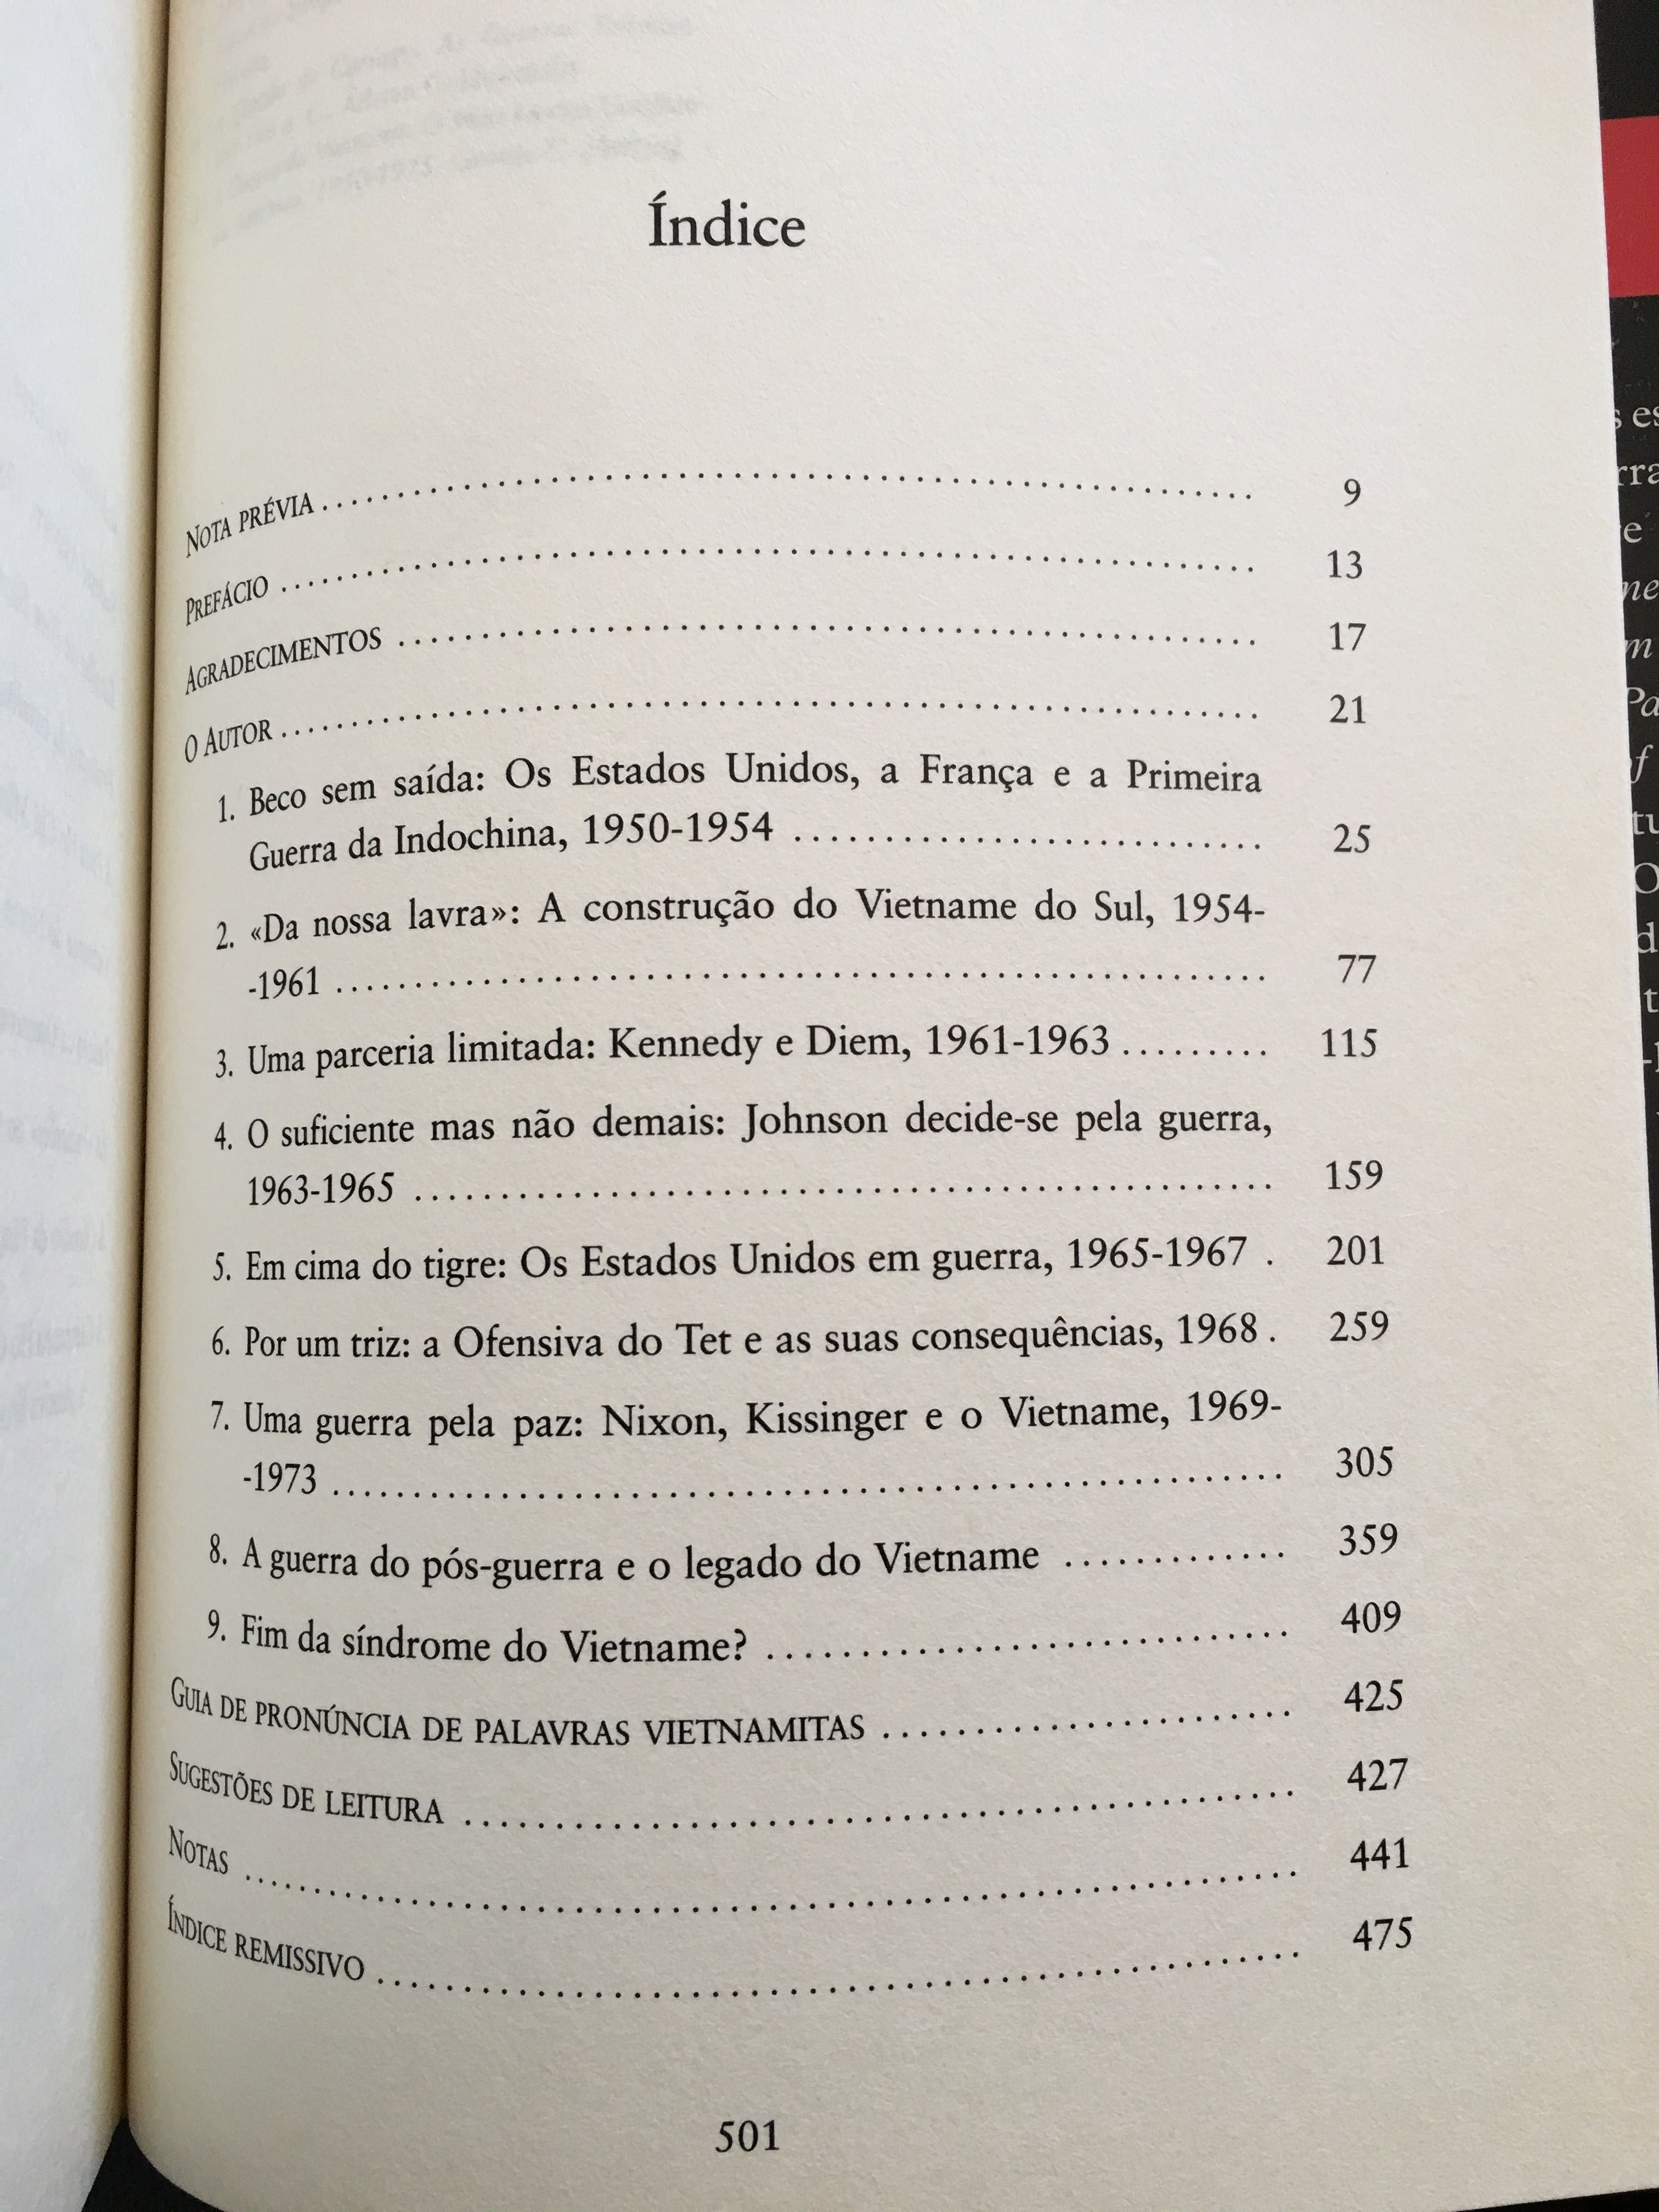 Índice
NOTA PRÉVIA . . . . . . . . . . . . . . . . . . . . 9
PREFÁCIO . . . . . . . . . . . . . . . . . . . . 13
AGRADECIMENTOS . . . . . . . . . . . . . . . . . . . . 17
O AUTOR . . . . . . . . . . . . . . . . . . . . 21
1. Beco sem saída: Os Estados Unidos, a França e a Primeira
Guerra da Indochina, 1950-1954 . . . . . . . . . . . . . . . . . . . . 25
2. «Da nossa lavra»: A construção do Vietname do Sul, 1954-
-1961 . . . . . . . . . . . . . . . . . . . . 77
3. Uma parceria limitada: Kennedy e Diem, 1961-1963 . . . . . . . . . 115
4. O suficiente mas não demais: Johnson decide-se pela guerra,
1963-1965 . . . . . . . . . . . . . . . . . . . . 159
5. Em cima do tigre: Os Estados Unidos em guerra, 1965-1967 . 201
6. Por um triz: a Ofensiva do Tet e as suas consequências, 1968 . 259
7. Uma guerra pela paz: Nixon, Kissinger e o Vietname, 1969-
-1973 . . . . . . . . . . . . . . . . . . . . 305
8. A guerra do pós-guerra e o legado do Vietname . . . . . . . . . . . . . 359
9. Fim da síndrome do Vietname? . . . . . . . . . . . . . . . . . . . . 409
GUIA DE PRONÚNCIA DE PALAVRAS VIETNAMITAS . . . . . . . . . . . . . . . . . . . . 425
SUGESTÕES DE LEITURA . . . . . . . . . . . . . . . . . . . . 427
NOTAS . . . . . . . . . . . . . . . . . . . . 441
ÍNDICE REMISSIVO . . . . . . . . . . . . . . . . . . . . 475
501